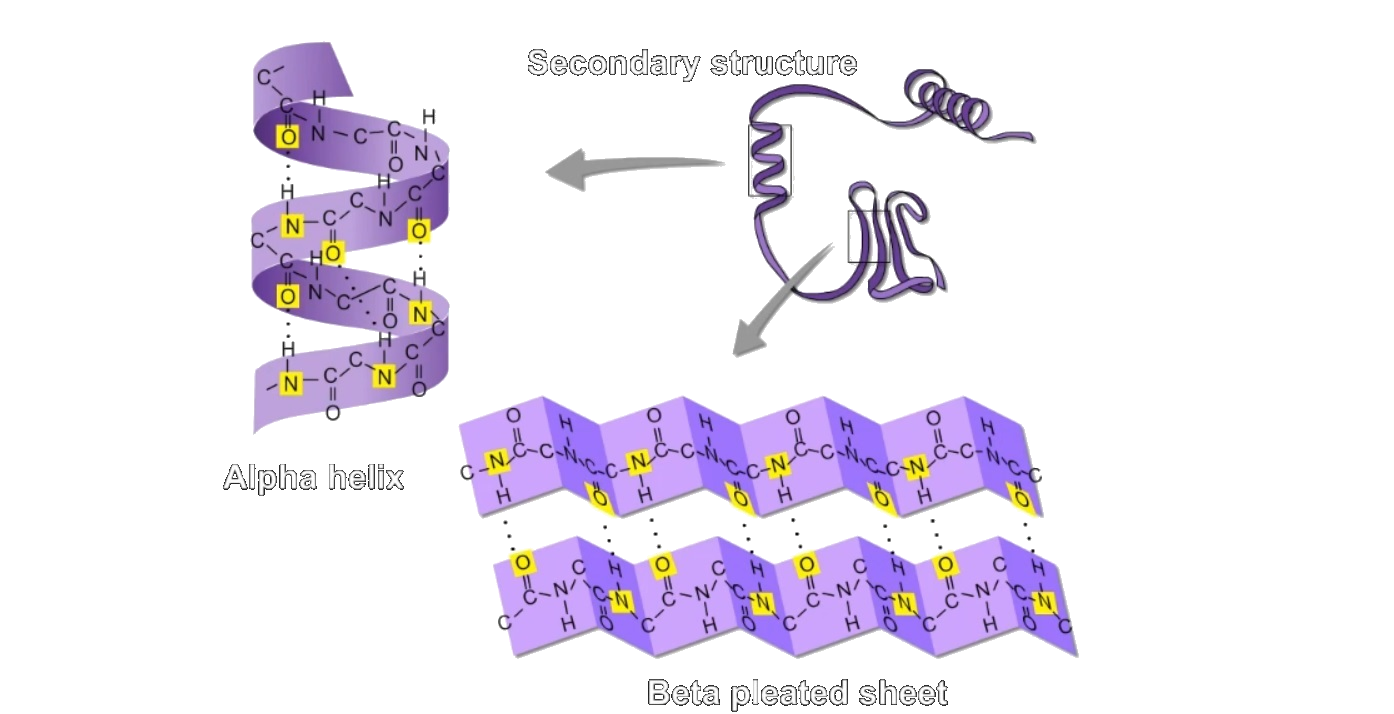 Secondary structure
C
C H
O N C C H
O N
C
H H
N C C N C
O O
C
C H H
O N C C N
O C
H H
N C C N C
O O
Alpha helix
O H O H O H O H
C N C C N C C N C C N C C N C C N C C N C C N C C N C C
H O H O H O H O
O C H O C H O C H O C H
C C N C N C C N C N C C N C N C C N C N C
H O H O H O H O
Beta pleated sheet